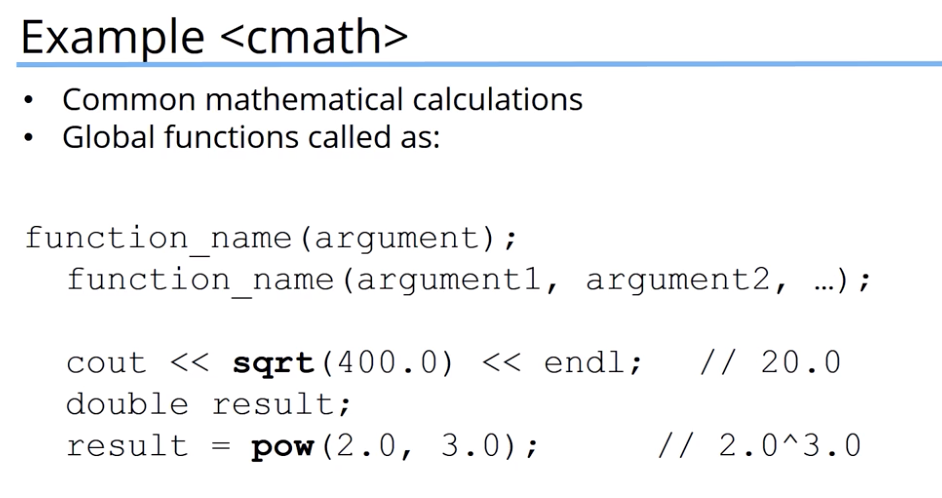 Example <cmath>
• Common mathematical calculations
• Global functions called as:
function_name(argument);
function_name(argument1, argument2, …);
cout << sqrt(400.0) << endl; // 20.0
double result;
result = pow(2.0, 3.0); // 2.0^3.0